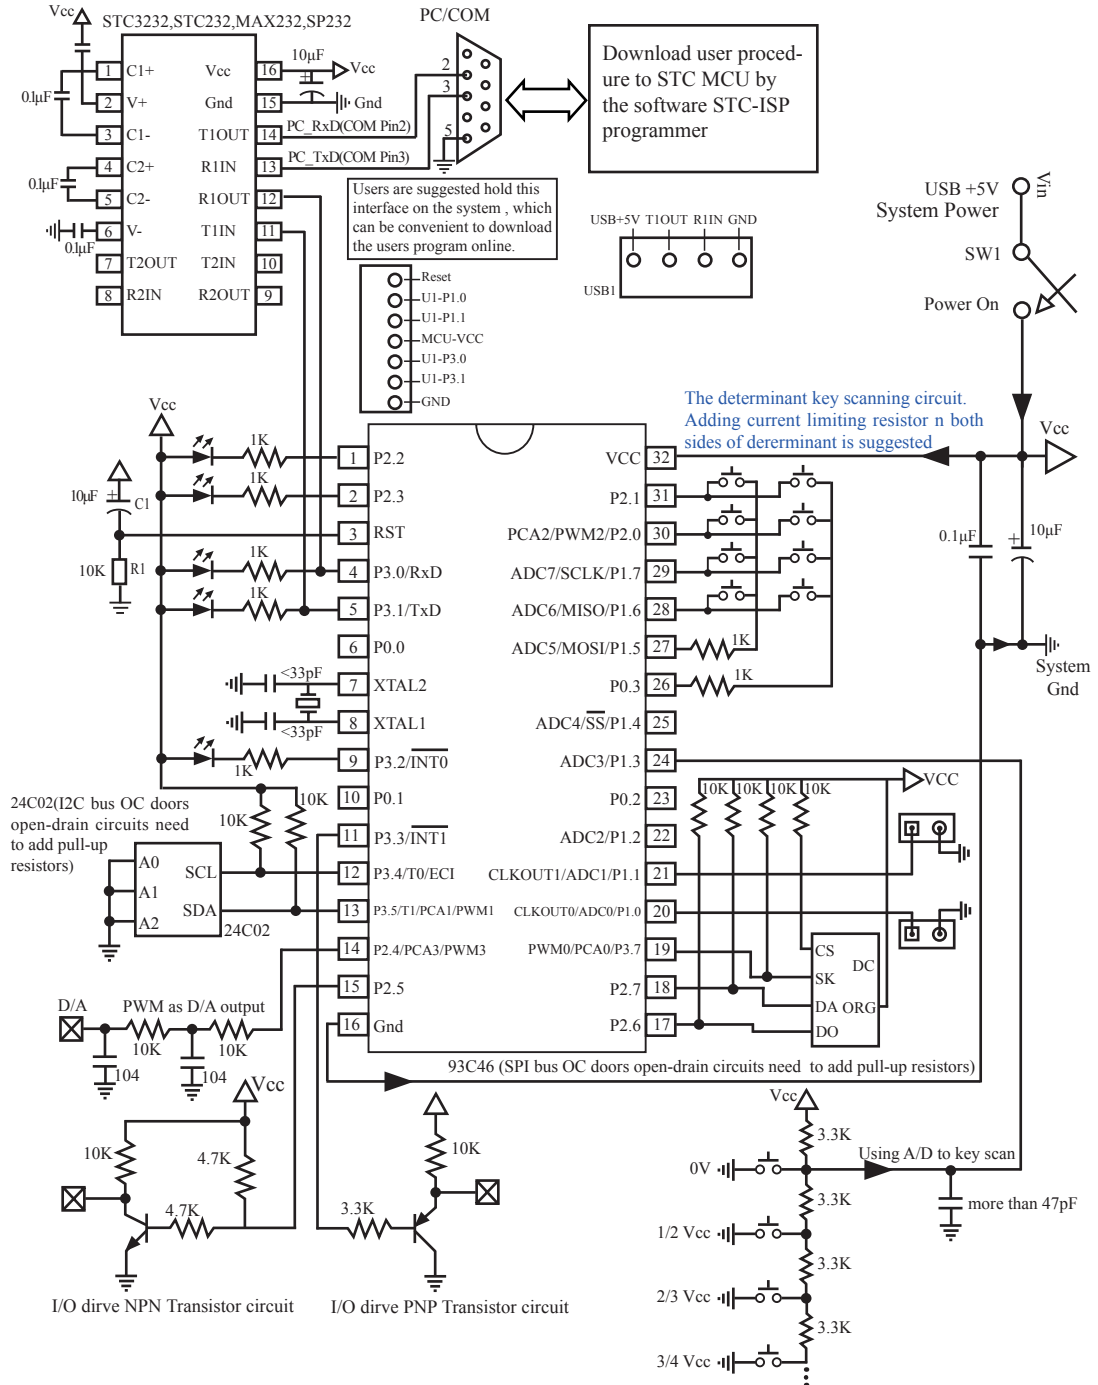 Vcc
STC3232,STC232,MAX232,SP232
PC/COM
1 C1+ Vcc 16
2 V+ Gnd 15
3 C1- T1OUT 14
4 C2+ R1IN 13
5 C2- R1OUT 12
6 V- T1IN 11
7 T2OUT T2IN 10
8 R2IN R2OUT 9
0.1µF
0.1µF
0.1µF
10µF
+
Vcc
Gnd
PC_RxD(COM Pin2)
PC_TxD(COM Pin3)
2
3
5
Download user proced-
ure to STC MCU by
the software STC-ISP
programmer
Users are suggested hold this
interface on the system , which
can be convenient to download
the users program online.
Reset
U1-P1.0
U1-P1.1
MCU-VCC
U1-P3.0
U1-P3.1
GND
USB+5V T1OUT R1IN GND
USB1
Vin
USB +5V
System Power
SW1
Power On
Vcc
The determinant key scanning circuit.
Adding current limiting resistor n both
sides of dererminant is suggested
0.1µF
+
10µF
System
Gnd
Vcc
1K
1K
1K
1K
1K
10µF
+
C1
10K
R1
<33pF
<33pF
1 P2.2
2 P2.3
3 RST
4 P3.0/RxD
5 P3.1/TxD
6 P0.0
7 XTAL2
8 XTAL1
9 P3.2/INT0
10 P0.1
11 P3.3/INT1
12 P3.4/T0/ECI
13 P3.5/T1/PCA1/PWM1
14 P2.4/PCA3/PWM3
15 P2.5
16 Gnd
VCC 32
P2.1 31
PCA2/PWM2/P2.0 30
ADC7/SCLK/P1.7 29
ADC6/MISO/P1.6 28
ADC5/MOSI/P1.5 27
P0.3 26
ADC4/SS/P1.4 25
ADC3/P1.3 24
P0.2 23
ADC2/P1.2 22
CLKOUT1/ADC1/P1.1 21
CLKOUT0/ADC0/P1.0 20
PWM0/PCA0/P3.7 19
P2.7 18
P2.6 17
1K
1K
10K 10K 10K 10K
VCC
CS
SK
DA
DO
DC
ORG
93C46 (SPI bus OC doors open-drain circuits need to add pull-up resistors)
24C02(I2C bus OC doors
open-drain circuits need
to add pull-up
resistors)
10K
10K
A0
A1
A2
SCL
SDA
24C02
D/A
PWM as D/A output
10K
10K
104
104
Vcc
10K
4.7K
4.7K
I/O dirve NPN Transistor circuit
10K
3.3K
I/O dirve PNP Transistor circuit
Vcc
3.3K
Using A/D to key scan
0V
3.3K
more than 47pF
1/2 Vcc
3.3K
2/3 Vcc
3.3K
3/4 Vcc